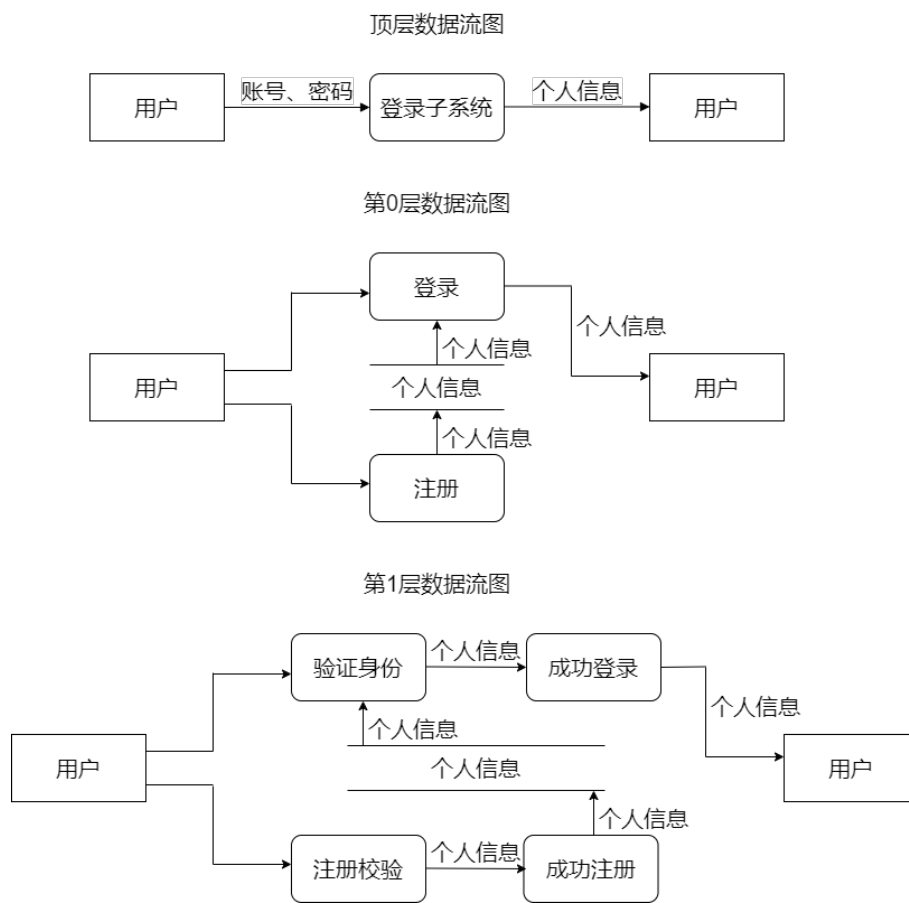 顶层数据流图
用户
账号、密码
登录子系统
个人信息
用户
第0层数据流图
登录
个人信息
个人信息
用户
个人信息
用户
个人信息
注册
第1层数据流图
验证身份
个人信息
成功登录
个人信息
个人信息
用户
个人信息
用户
个人信息
注册校验
个人信息
成功注册